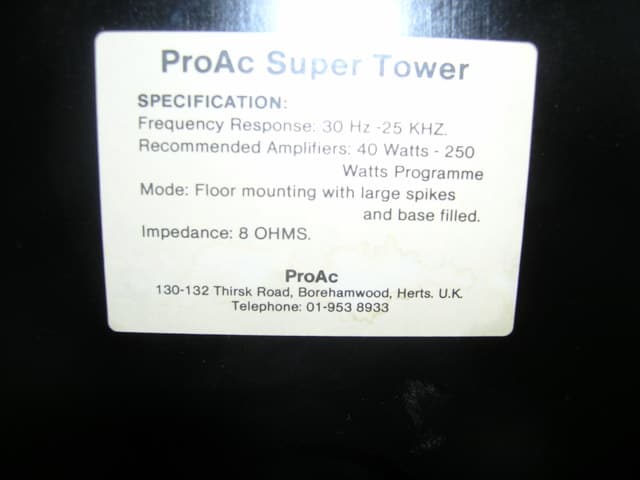 ProAc Super Tower
SPECIFICATION:
Frequency Response: 30 Hz -25 KHZ.
Recommended Amplifiers: 40 Watts - 250
Watts Programme
Mode: Floor mounting with large spikes
and base filled.
Impedance: 8 OHMS.
ProAc
130-132 Thirsk Road, Borehamwood, Herts. U.K.
Telephone: 01-953 8933